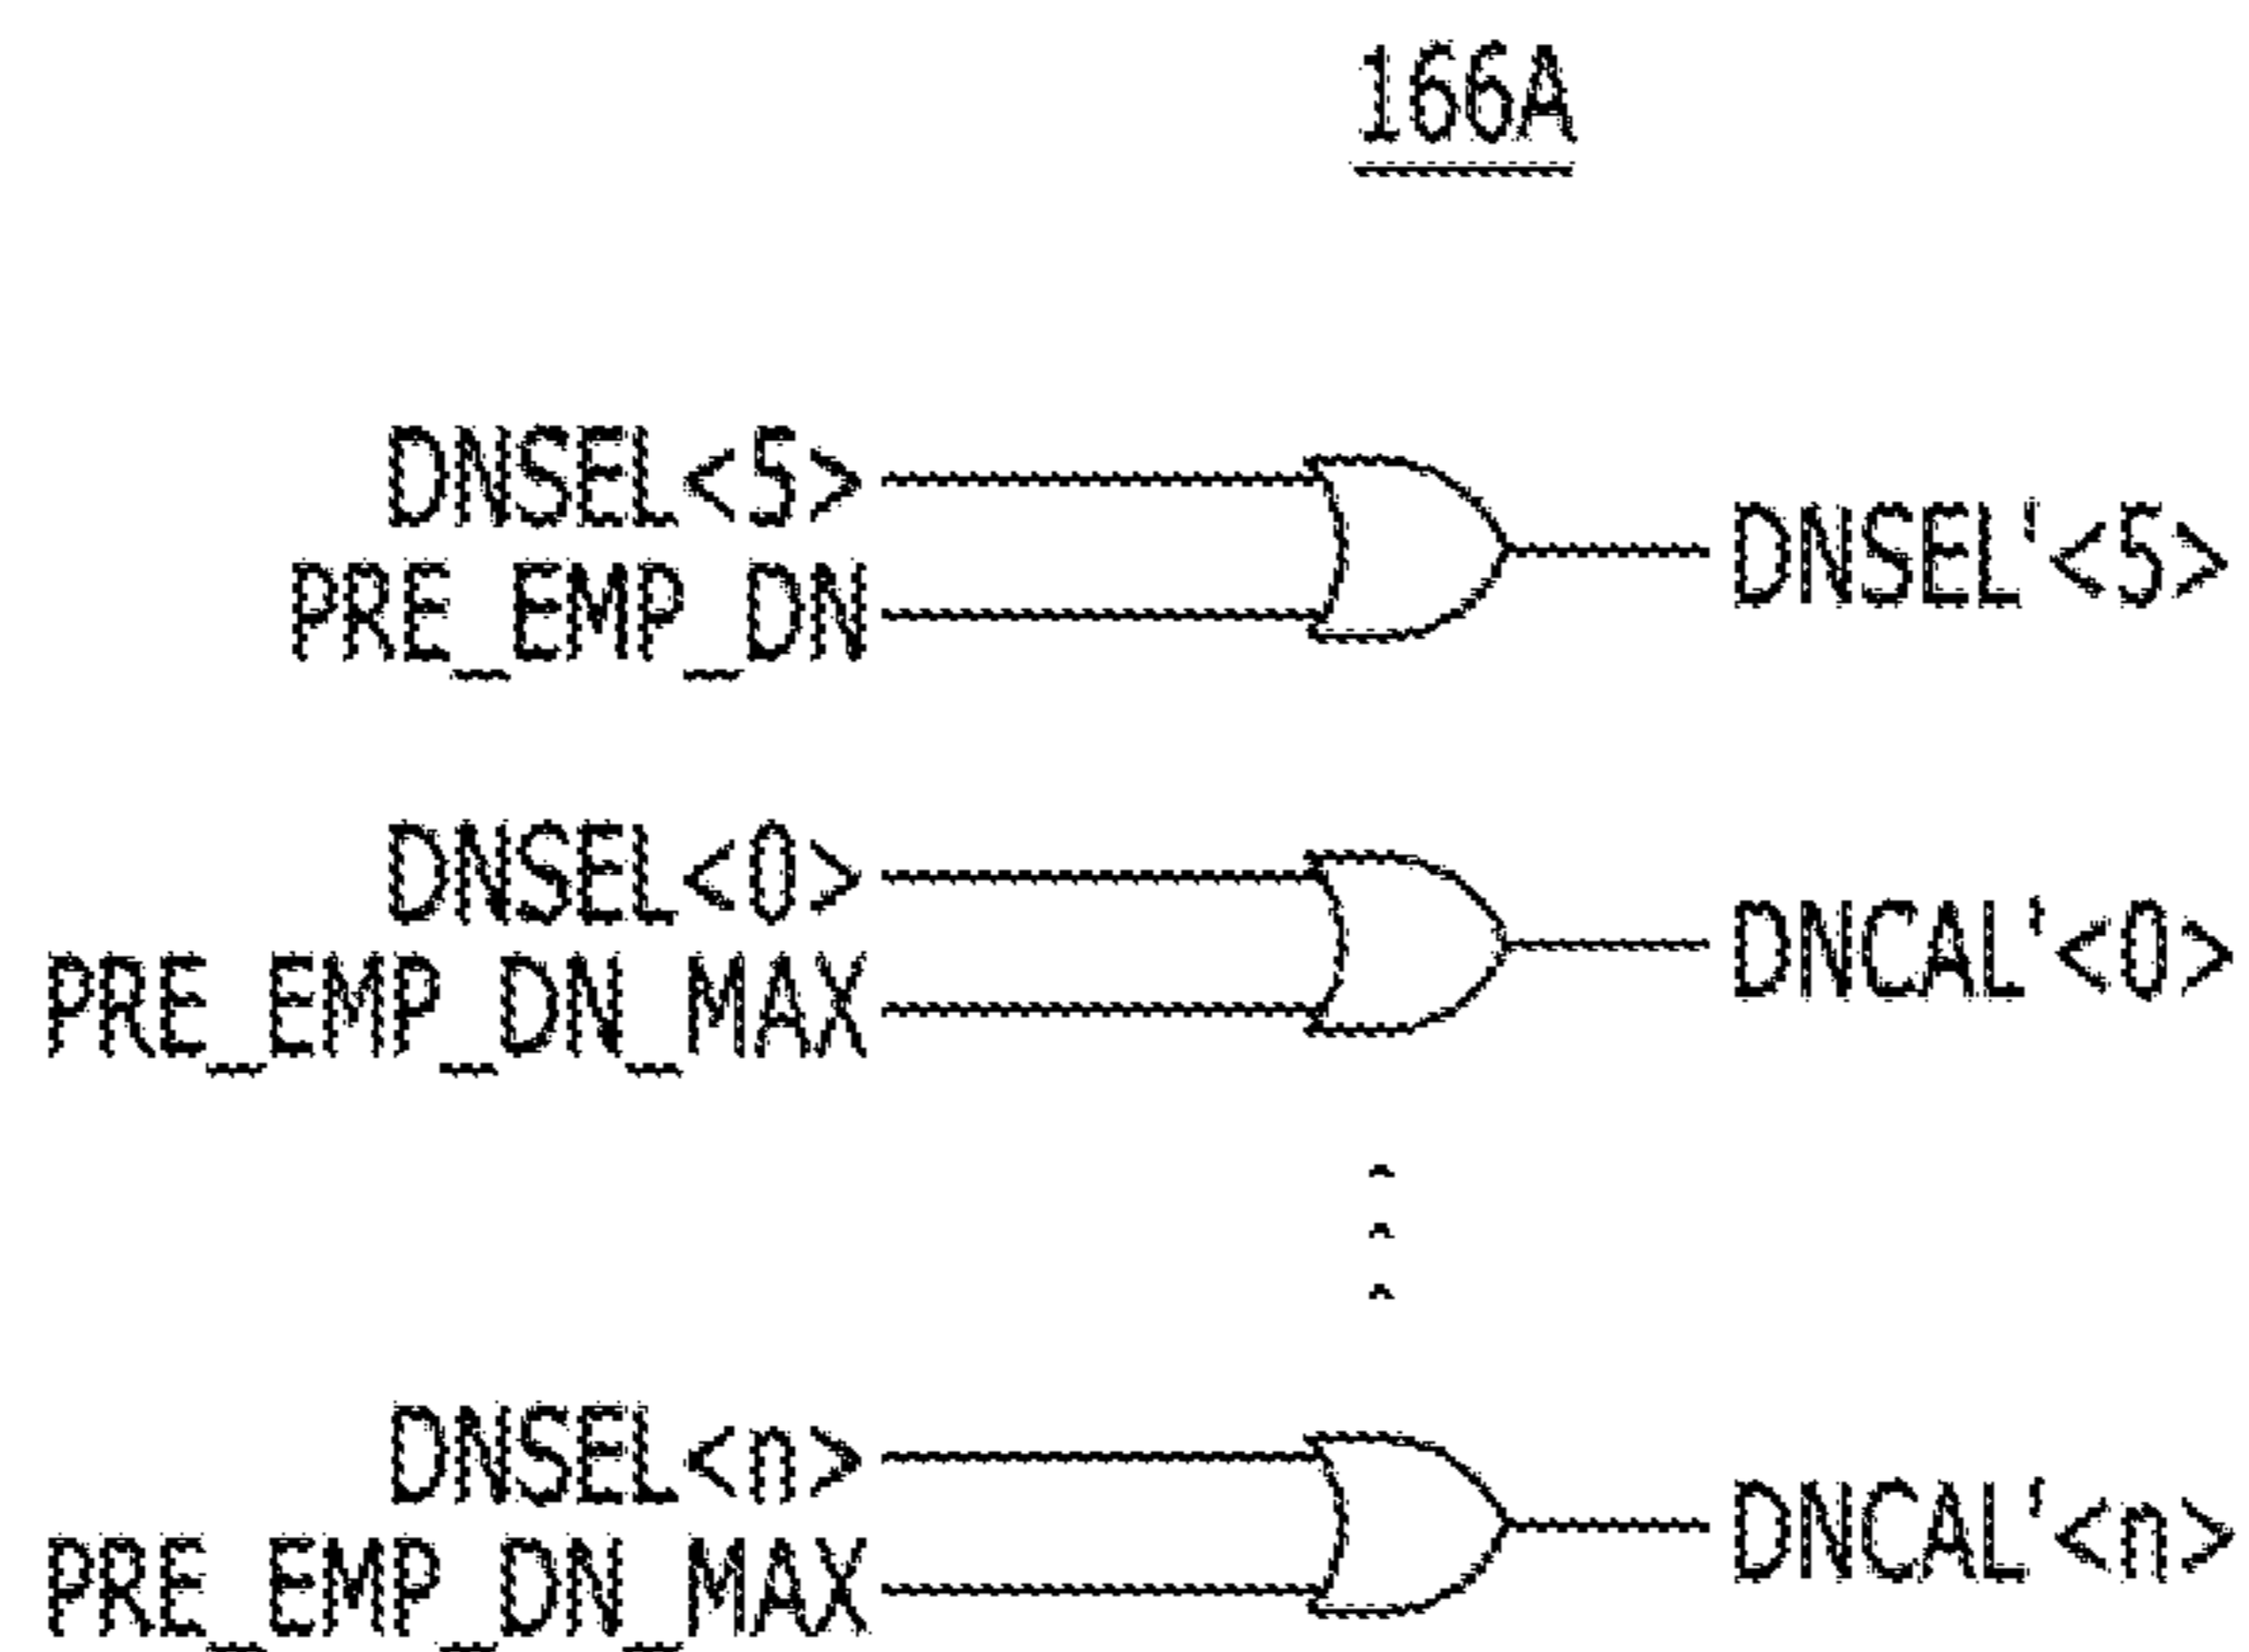 166A
DNSEL<5>
PRE_EMP_DN
DNSEL'<5>
DNSEL<0>
PRE_EMP_DN_MAX
DNCAL'<0>
DNSEL<n>
PRE_EMP_DN_MAX
DNCAL'<n>